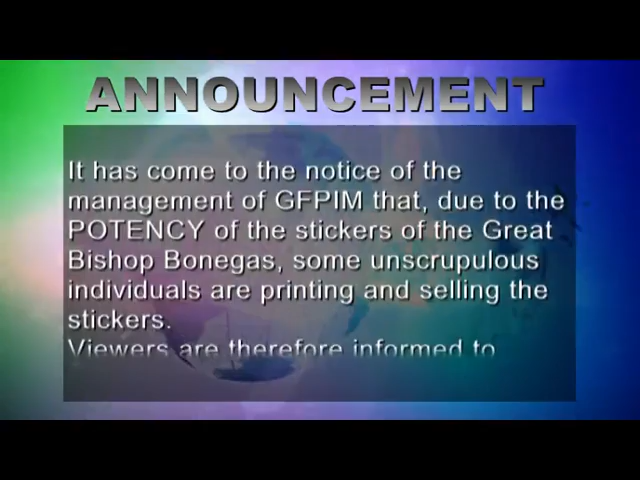 ANNOUNCEMENT
It has come to the notice of the
management of GFPIM that, due to the
POTENCY of the stickers of the Great
Bishop Bonegas, some unscrupulous
individuals are printing and selling the
stickers.
Viewers are therefore informed to